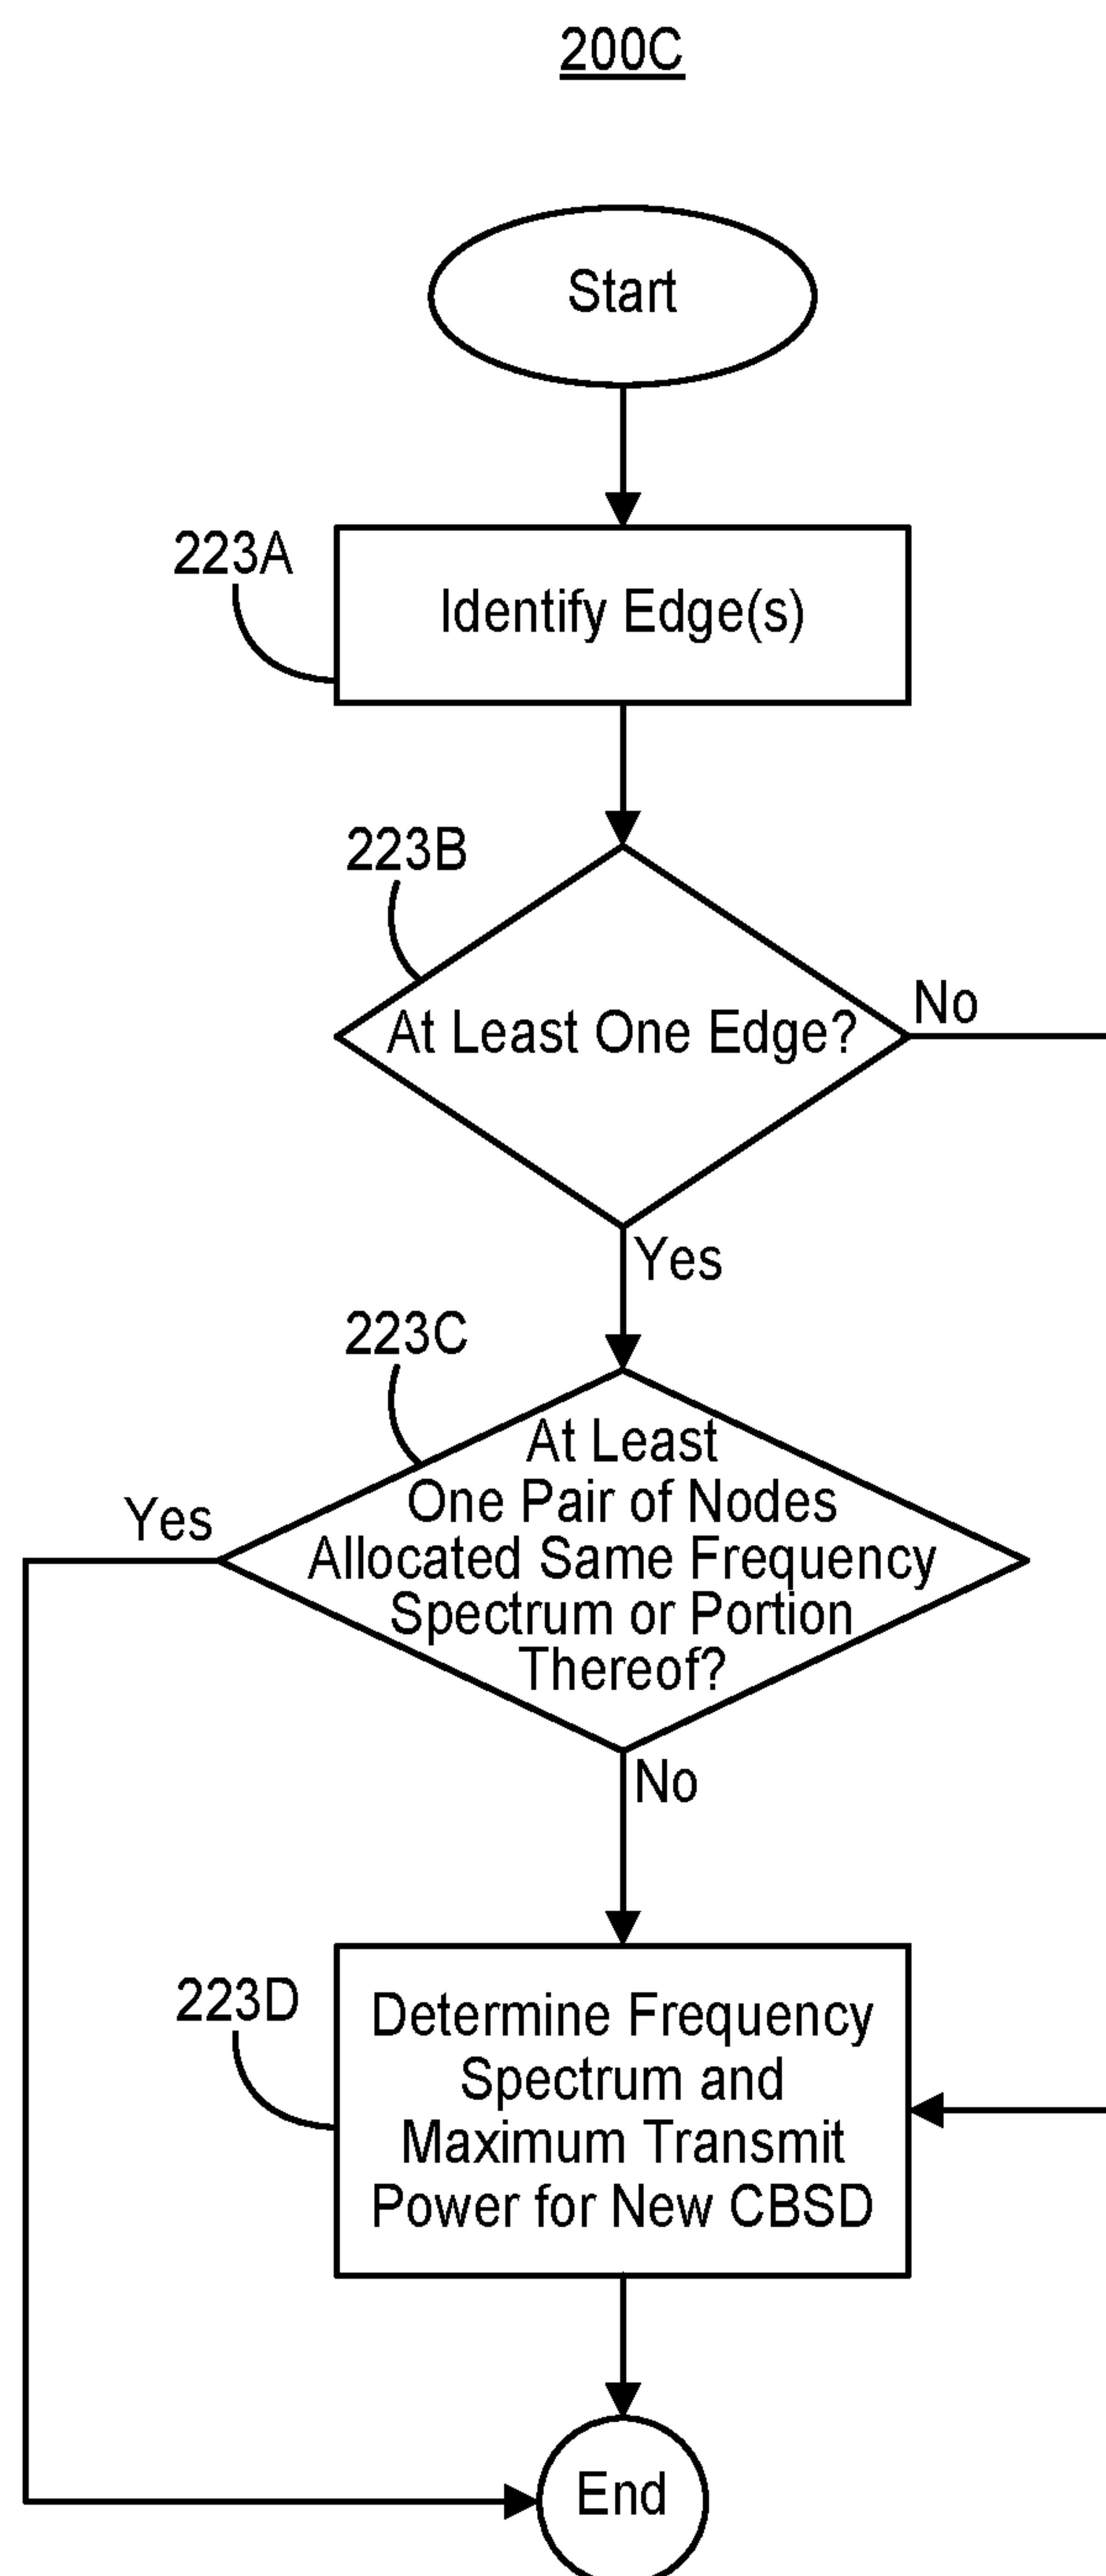 200C
Start
223A
Identify Edge(s)
223B
At Least One Edge?
No
Yes
223C
At Least
One Pair of Nodes
Allocated Same Frequency
Spectrum or Portion
Thereof?
Yes
No
223D
Determine Frequency
Spectrum and
Maximum Transmit
Power for New CBSD
End